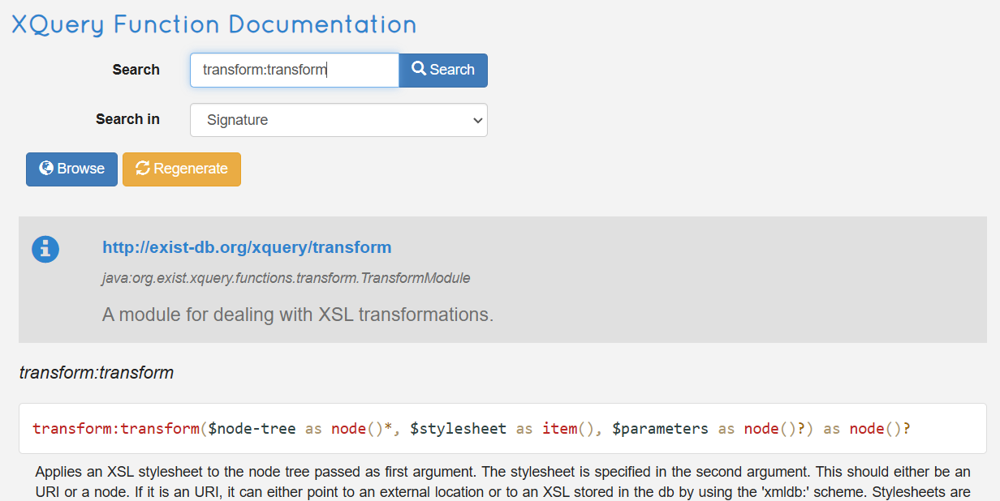 XQuery Function Documentation
Search transform:transform Search
Search in Signature
Browse Regenerate
http://exist-db.org/xquery/transform
java:org.exist.xquery.functions.transform.TransformModule
A module for dealing with XSL transformations.
transform:transform
transform:transform($node-tree as node()*, $stylesheet as item(), $parameters as node()?) as node()?
Applies an XSL stylesheet to the node tree passed as first argument. The stylesheet is specified in the second argument. This should either be an
URI or a node. If it is an URI, it can either point to an external location or to an XSL stored in the db by using the 'xmldb:' scheme. Stylesheets are